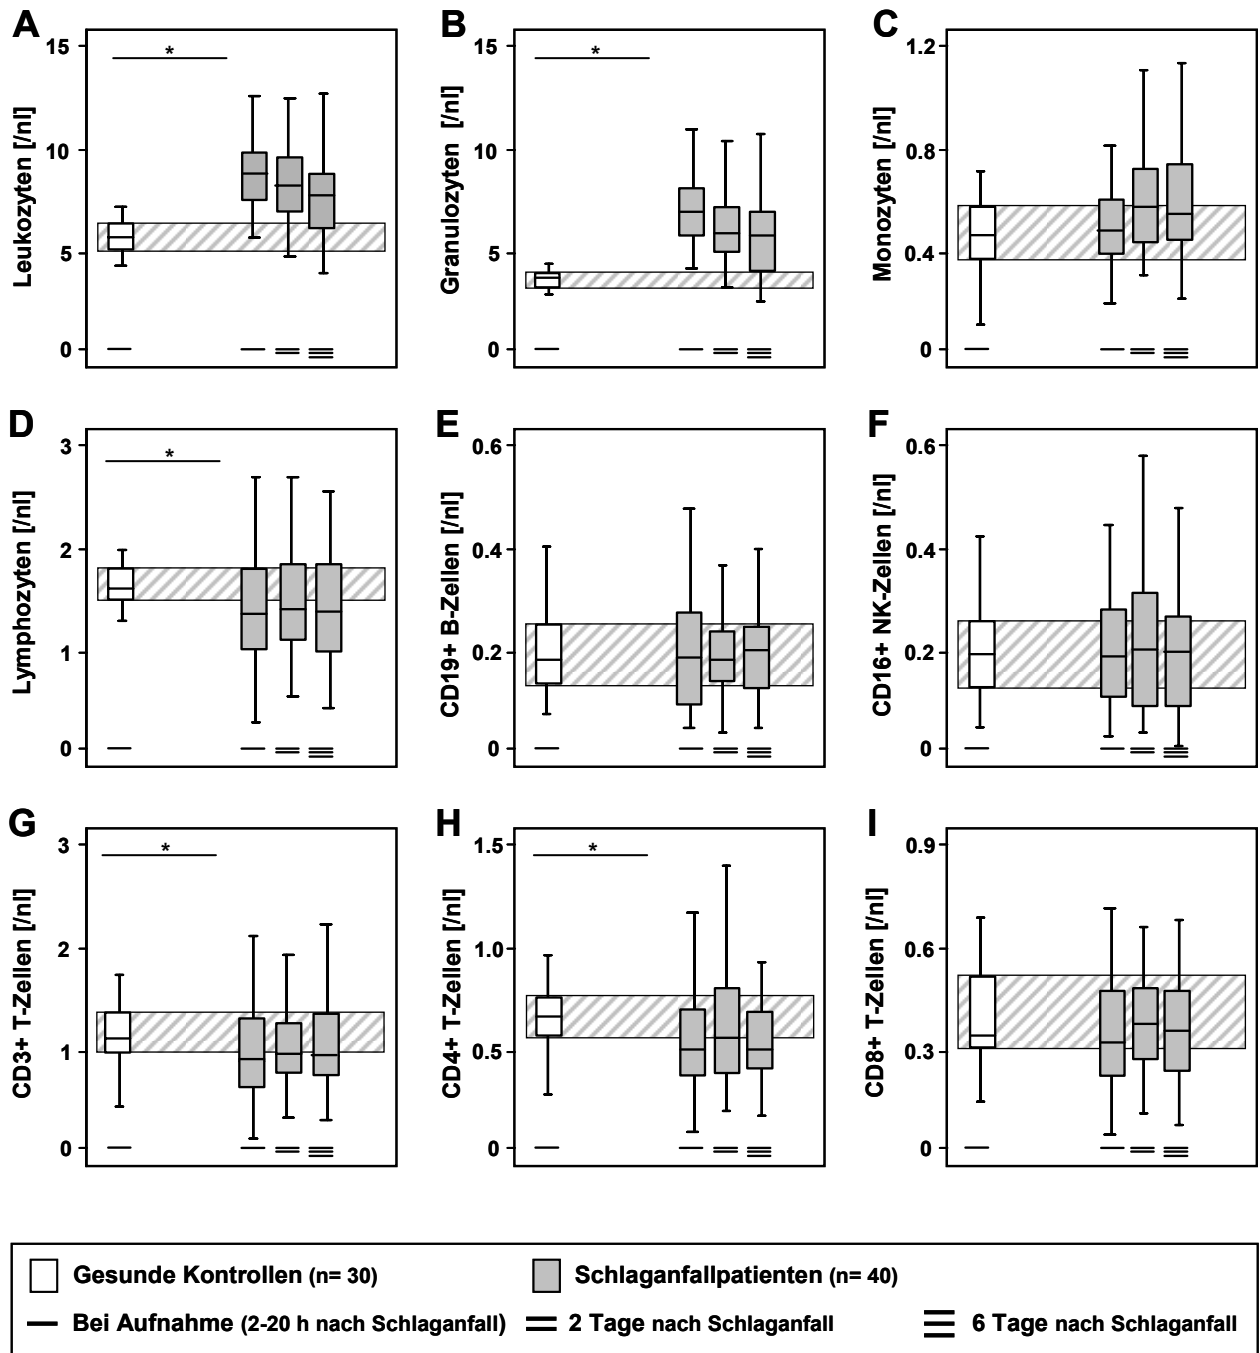 A
B
C
Leukozyten [/nl]
15
10
5
0
*
Granulozyten [/nl]
15
10
5
0
*
Monozyten [/nl]
1.2
0.8
0.4
0
D
E
F
Lymphozyten [/nl]
3
2
1
0
*
CD19+ B-Zellen [/nl]
0.6
0.4
0.2
0
CD16+ NK-Zellen [/nl]
0.6
0.4
0.2
0
G
H
I
CD3+ T-Zellen [/nl]
3
2
1
0
*
CD4+ T-Zellen [/nl]
1.5
1.0
0.5
0
*
CD8+ T-Zellen [/nl]
0.9
0.6
0.3
0
Gesunde Kontrollen (n= 30)
Schlaganfallpatienten (n= 40)
Bei Aufnahme (2-20 h nach Schlaganfall)
2 Tage nach Schlaganfall
6 Tage nach Schlaganfall